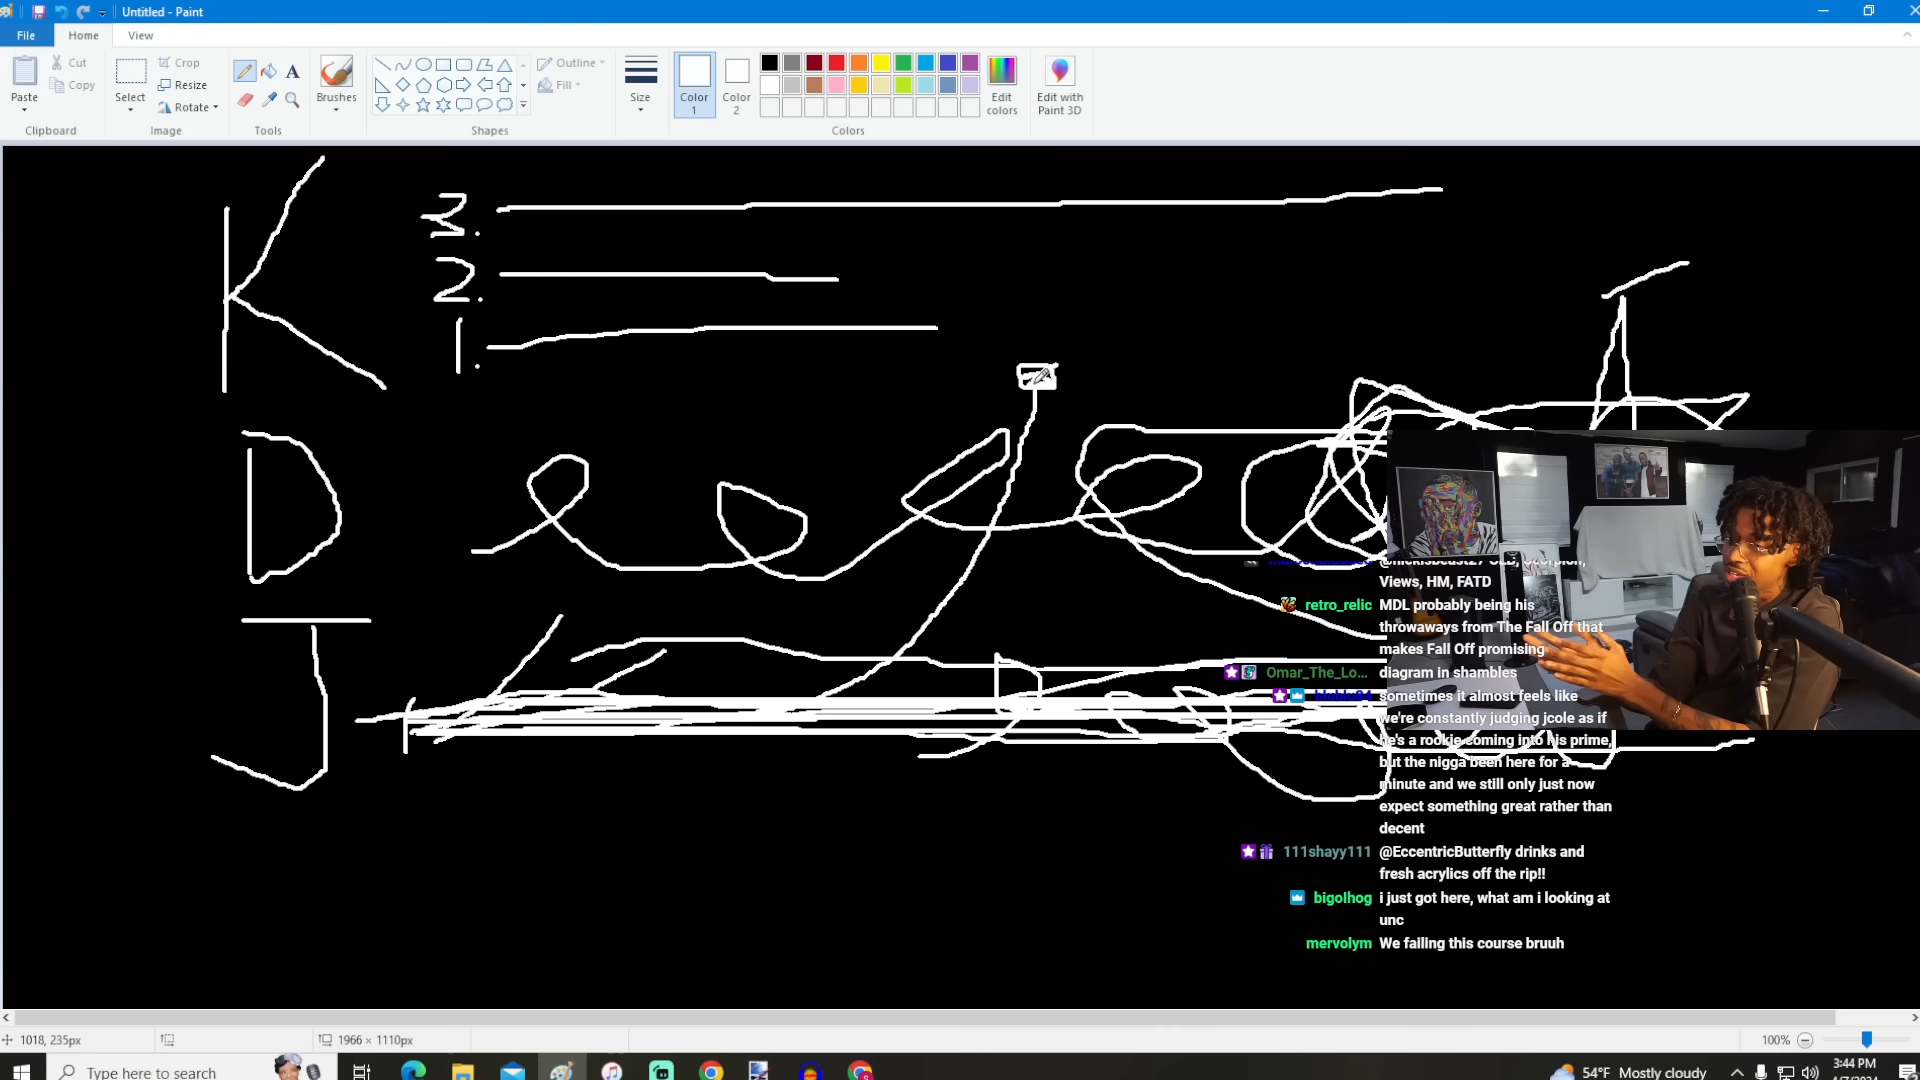 Untitled - Paint
File Home View
Paste
Cut
Copy
Clipboard
Select
Crop
Resize
Rotate
Image
A
Tools
Brushes
Shapes
Outline
Fill
Size
Color 1
Color 2
Colors
Edit colors
Edit with Paint 3D
K
3.
2.
1.
D
J
Views, HM, FATD
retro_relic MDL probably being his
throwaways from The Fall Off that
makes Fall Off promising
Omar_The_Lo... diagram in shambles
sometimes it almost feels like
we're constantly judging jcole as if
he's a rookie coming into his prime,
but the nigga been here for a
minute and we still only just now
expect something great rather than
decent
111shayy111 @EccentricButterfly drinks and
fresh acrylics off the rip!!
bigolhog i just got here, what am i looking at
unc
mervolym We failing this course bruuh
1018, 235px
1966 × 1110px
100%
Type here to search
54°F Mostly cloudy
3:44 PM